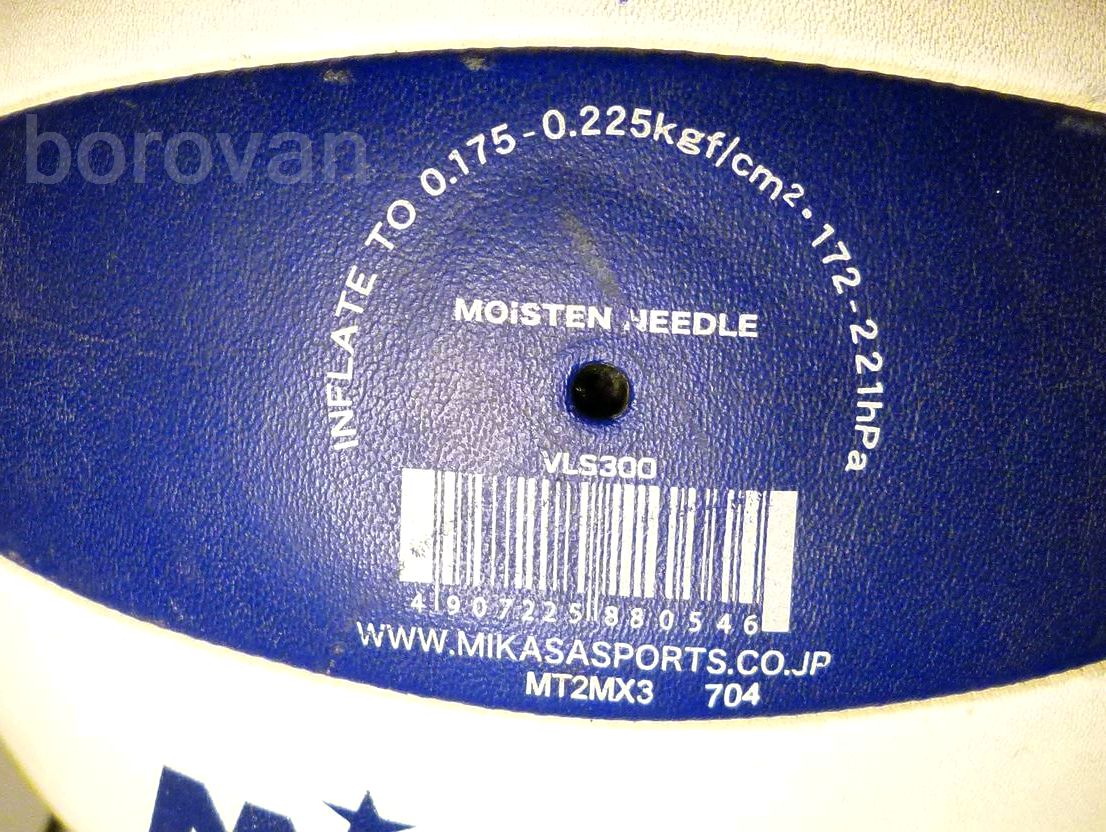 borovan
INFLATE TO 0.175-0.225kgf/cm²·172-221hPa
MOiSTEN NEEDLE
VLS300
4 907225 880546
WWW.MIKASASPORTS.CO.JP
MT2MX3 704